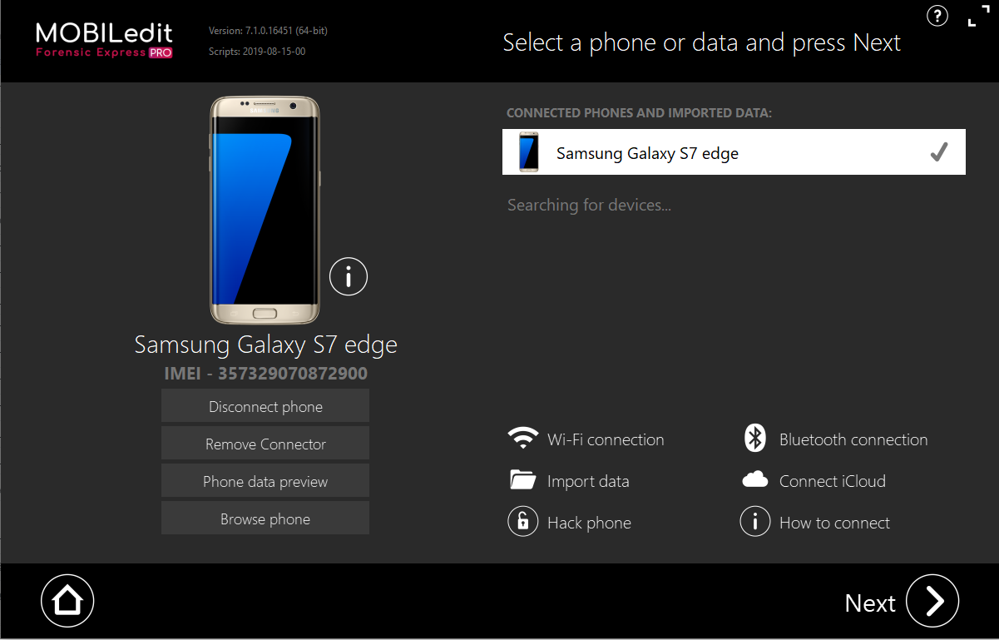 MOBILedit
Forensic Express PRO
Version: 7.1.0.16451 (64-bit)
Scripts: 2019-08-15-00
Select a phone or data and press Next
?
SAMSUNG
i
Samsung Galaxy S7 edge
IMEI - 357329070872900
Disconnect phone
Remove Connector
Phone data preview
Browse phone
CONNECTED PHONES AND IMPORTED DATA:
Samsung Galaxy S7 edge
Searching for devices...
Wi-Fi connection
Bluetooth connection
Import data
Connect iCloud
Hack phone
i How to connect
Next